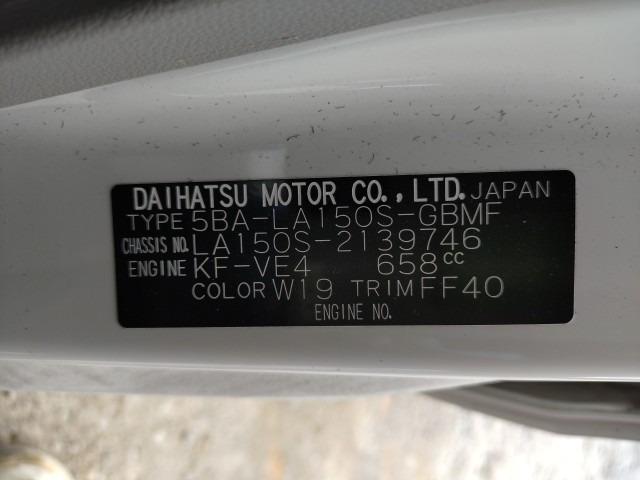 DAIHATSU MOTOR CO., LTD. JAPAN
TYPE 5BA-LA150S-GBMF
CHASSIS NO. LA150S-2139746
ENGINE KF-VE4 658cc
COLOR W19 TRIM FF40
ENGINE NO.